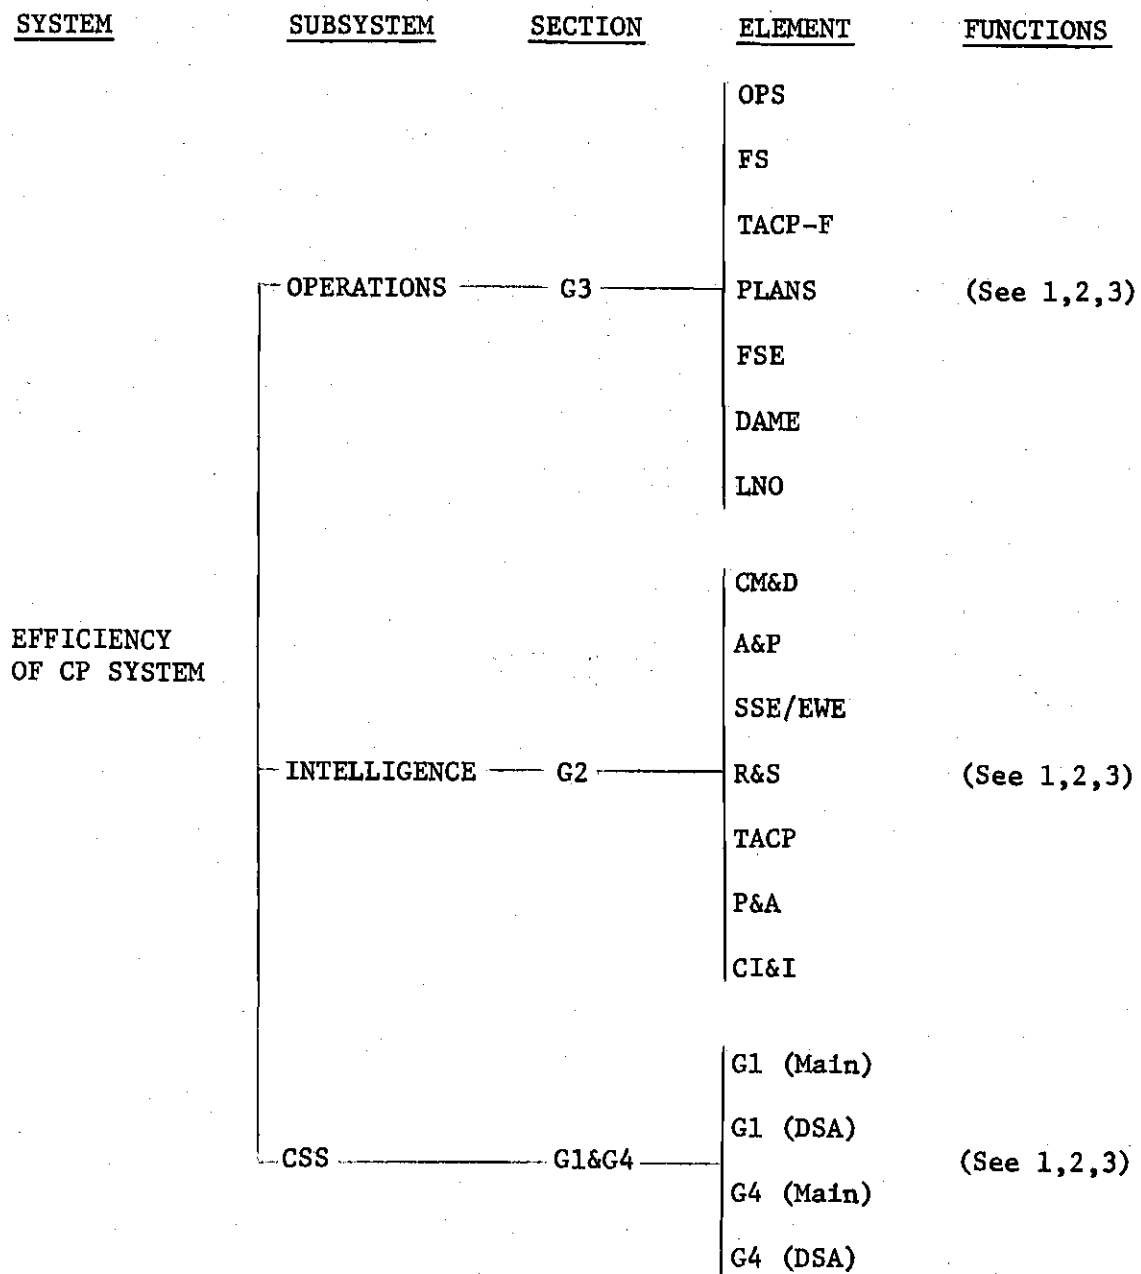 SYSTEM SUBSYSTEM SECTION ELEMENT FUNCTIONS
OPS
FS
TACP-F
OPERATIONS G3 PLANS (See 1,2,3)
FSE
DAME
LNO
CM&D
EFFICIENCY A&P
OF CP SYSTEM
SSE/EWE
INTELLIGENCE G2 R&S (See 1,2,3)
TACP
P&A
CI&I
G1 (Main)
G1 (DSA)
CSS G1&G4 (See 1,2,3)
G4 (Main)
G4 (DSA)